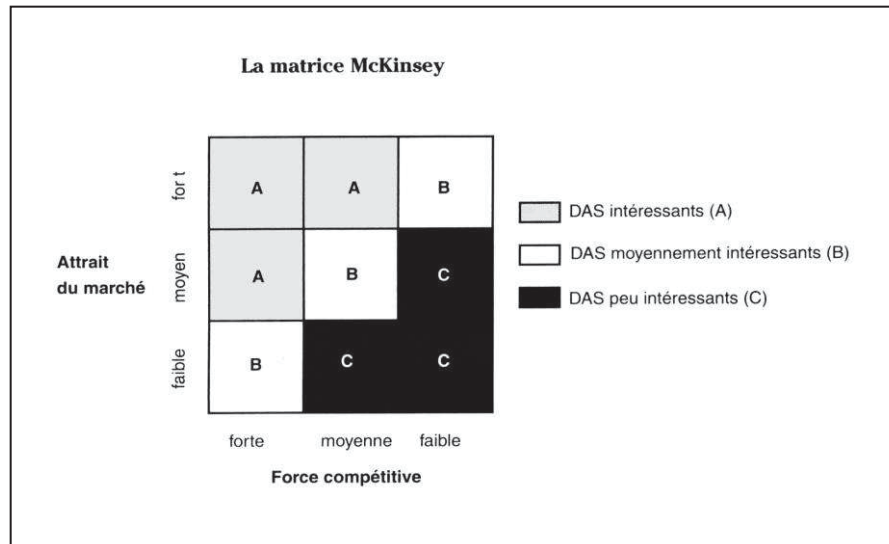 La matrice McKinsey
for t
A
A
B
DAS intéressants (A)
Attrait
du marché
moyen
A
B
C
DAS moyennement intéressants (B)
DAS peu intéressants (C)
faible
B
C
C
forte
moyenne
faible
Force compétitive